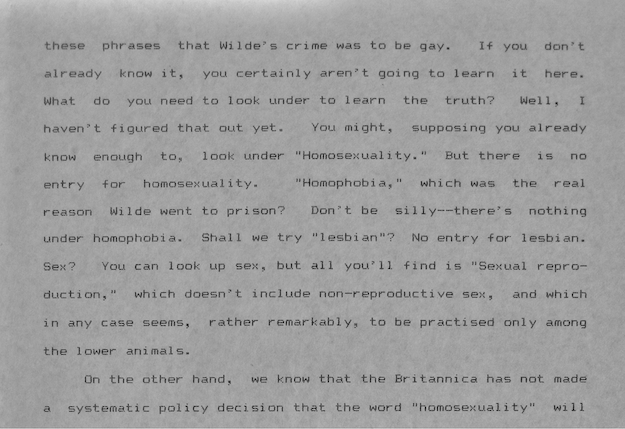 these phrases that Wilde's crime was to be gay. If you don't
already know it, you certainly aren't going to learn it here.
What do you need to look under to learn the truth? Well, I
haven't figured that out yet. You might, supposing you already
know enough to, look under "Homosexuality." But there is no
entry for homosexuality. "Homophobia," which was the real
reason Wilde went to prison? Don't be silly--there's nothing
under homophobia. Shall we try "lesbian"? No entry for lesbian.
Sex? You can look up sex, but all you'll find is "Sexual repro-
duction," which doesn't include non-reproductive sex, and which
in any case seems, rather remarkably, to be practised only among
the lower animals.
On the other hand, we know that the Britannica has not made
a systematic policy decision that the word "homosexuality" will